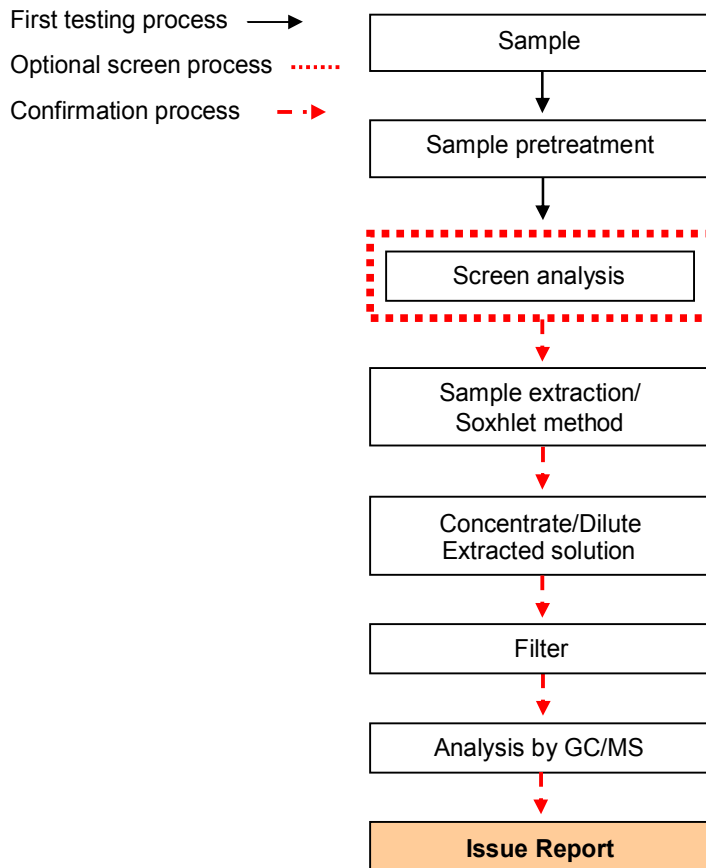 First testing process
Optional screen process
Confirmation process
Sample
Sample pretreatment
Screen analysis
Sample extraction/
Soxhlet method
Concentrate/Dilute
Extracted solution
Filter
Analysis by GC/MS
Issue Report